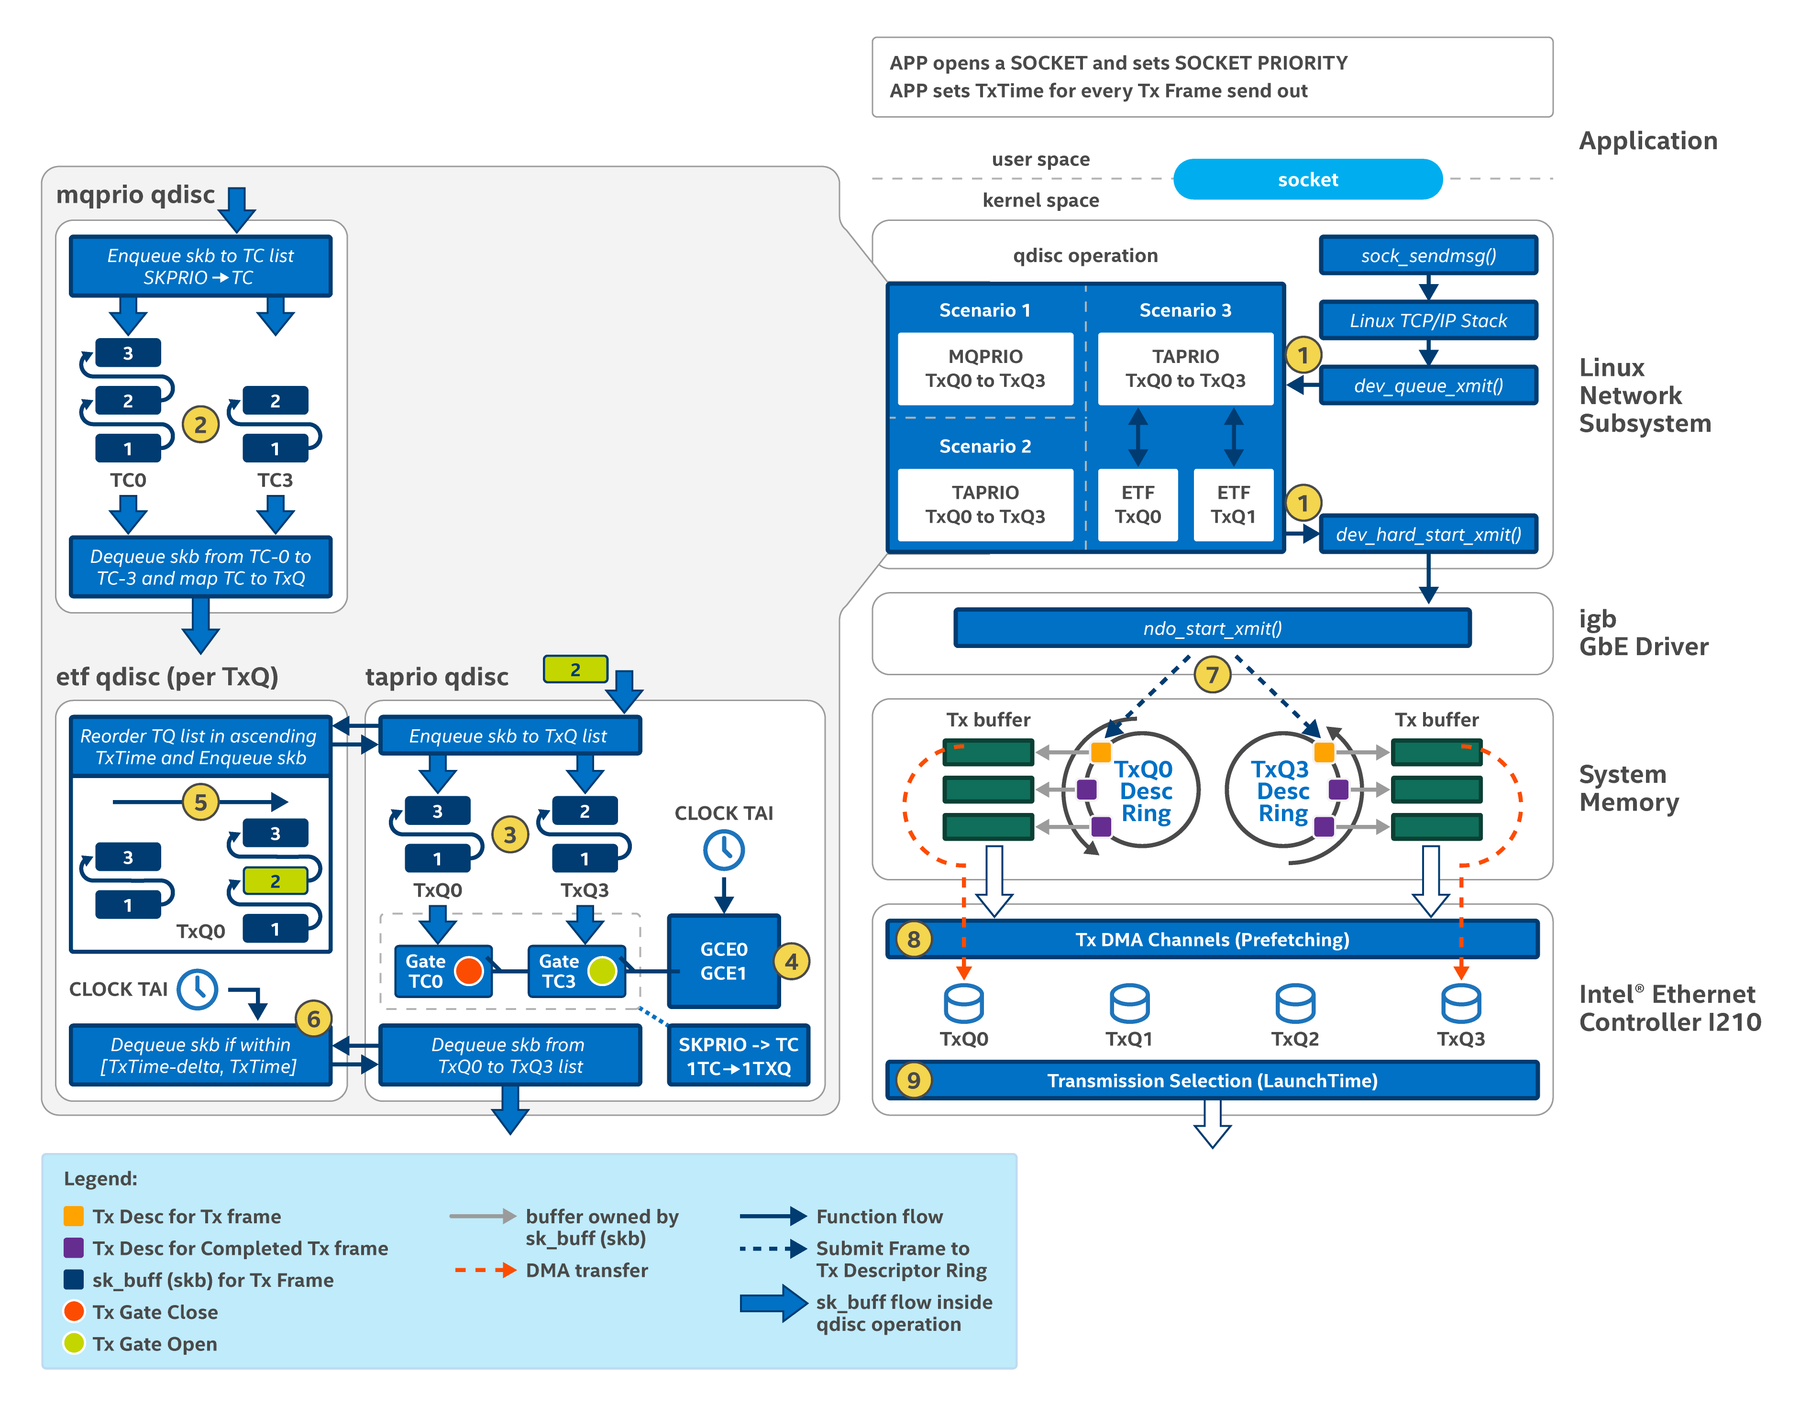 APP opens a SOCKET and sets SOCKET PRIORITY
APP sets TxTime for every Tx Frame send out
Application
user space
socket
kernel space
mqprio qdisc
Enqueue skb to TC list
SKPRIO → TC
3
2
1
TC0
2
2
1
TC3
Dequeue skb from TC-0 to
TC-3 and map TC to TxQ
qdisc operation
Scenario 1
MQPRIO
TxQ0 to TxQ3
Scenario 2
TAPRIO
TxQ0 to TxQ3
Scenario 3
TAPRIO
TxQ0 to TxQ3
ETF
TxQ0
ETF
TxQ1
sock_sendmsg()
Linux TCP/IP Stack
1
dev_queue_xmit()
1
dev_hard_start_xmit()
Linux
Network
Subsystem
ndo_start_xmit()
7
igb
GbE Driver
etf qdisc (per TxQ)
Reorder TQ list in ascending
TxTime and Enqueue skb
5
3
1
3
2
1
TxQ0
CLOCK TAI
6
Dequeue skb if within
[TxTime-delta, TxTime]
taprio qdisc
2
Enqueue skb to TxQ list
3
1
TxQ0
3
2
1
TxQ3
CLOCK TAI
Gate
TC0
Gate
TC3
GCE0
GCE1
4
Dequeue skb from
TxQ0 to TxQ3 list
SKPRIO -> TC
1TC→1TXQ
Tx buffer
TxQ0
Desc
Ring
TxQ3
Desc
Ring
Tx buffer
System
Memory
8
Tx DMA Channels (Prefetching)
TxQ0
TxQ1
TxQ2
TxQ3
9
Transmission Selection (LaunchTime)
Intel® Ethernet
Controller I210
Legend:
Tx Desc for Tx frame
Tx Desc for Completed Tx frame
sk_buff (skb) for Tx Frame
Tx Gate Close
Tx Gate Open
buffer owned by
sk_buff (skb)
DMA transfer
Function flow
Submit Frame to
Tx Descriptor Ring
sk_buff flow inside
qdisc operation